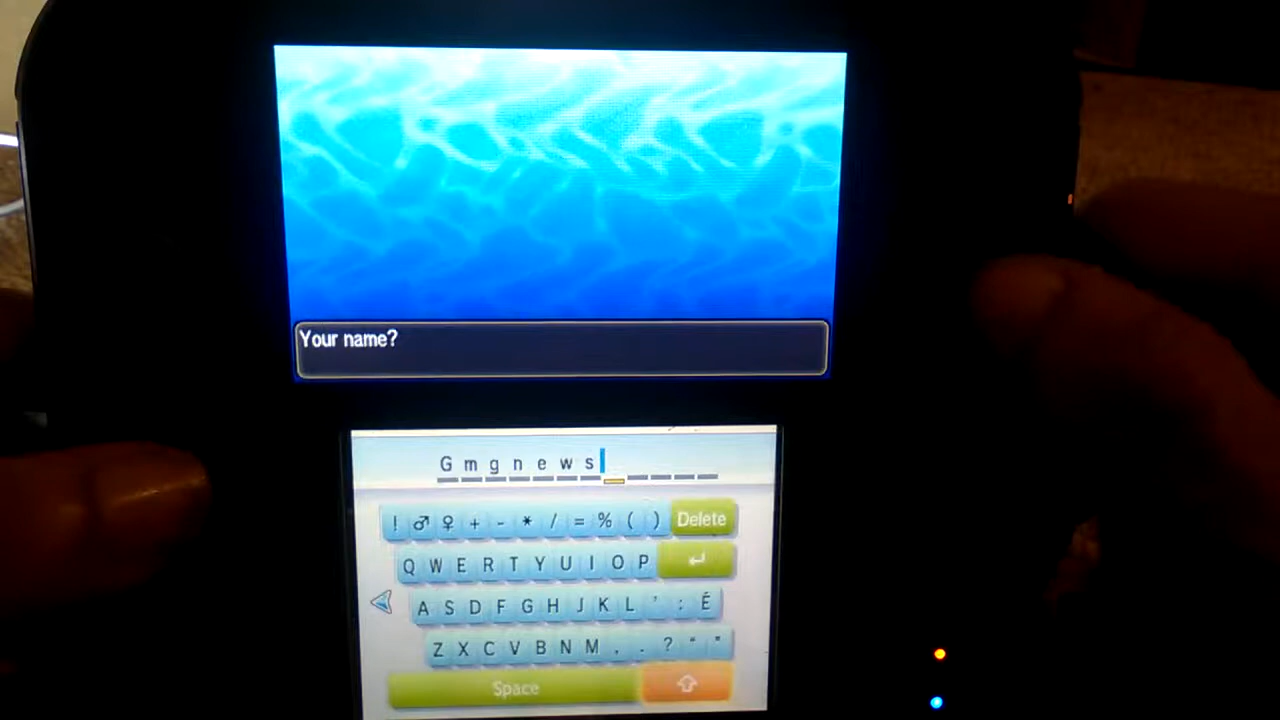 Your name?
Gmgnews
! ♂ ♀ + - * / = % ( ) Delete
Q W E R T Y U I O P ↵
A S D F G H J K L ' : É
Z X C V B N M , . ? “ ”
Space ⇧